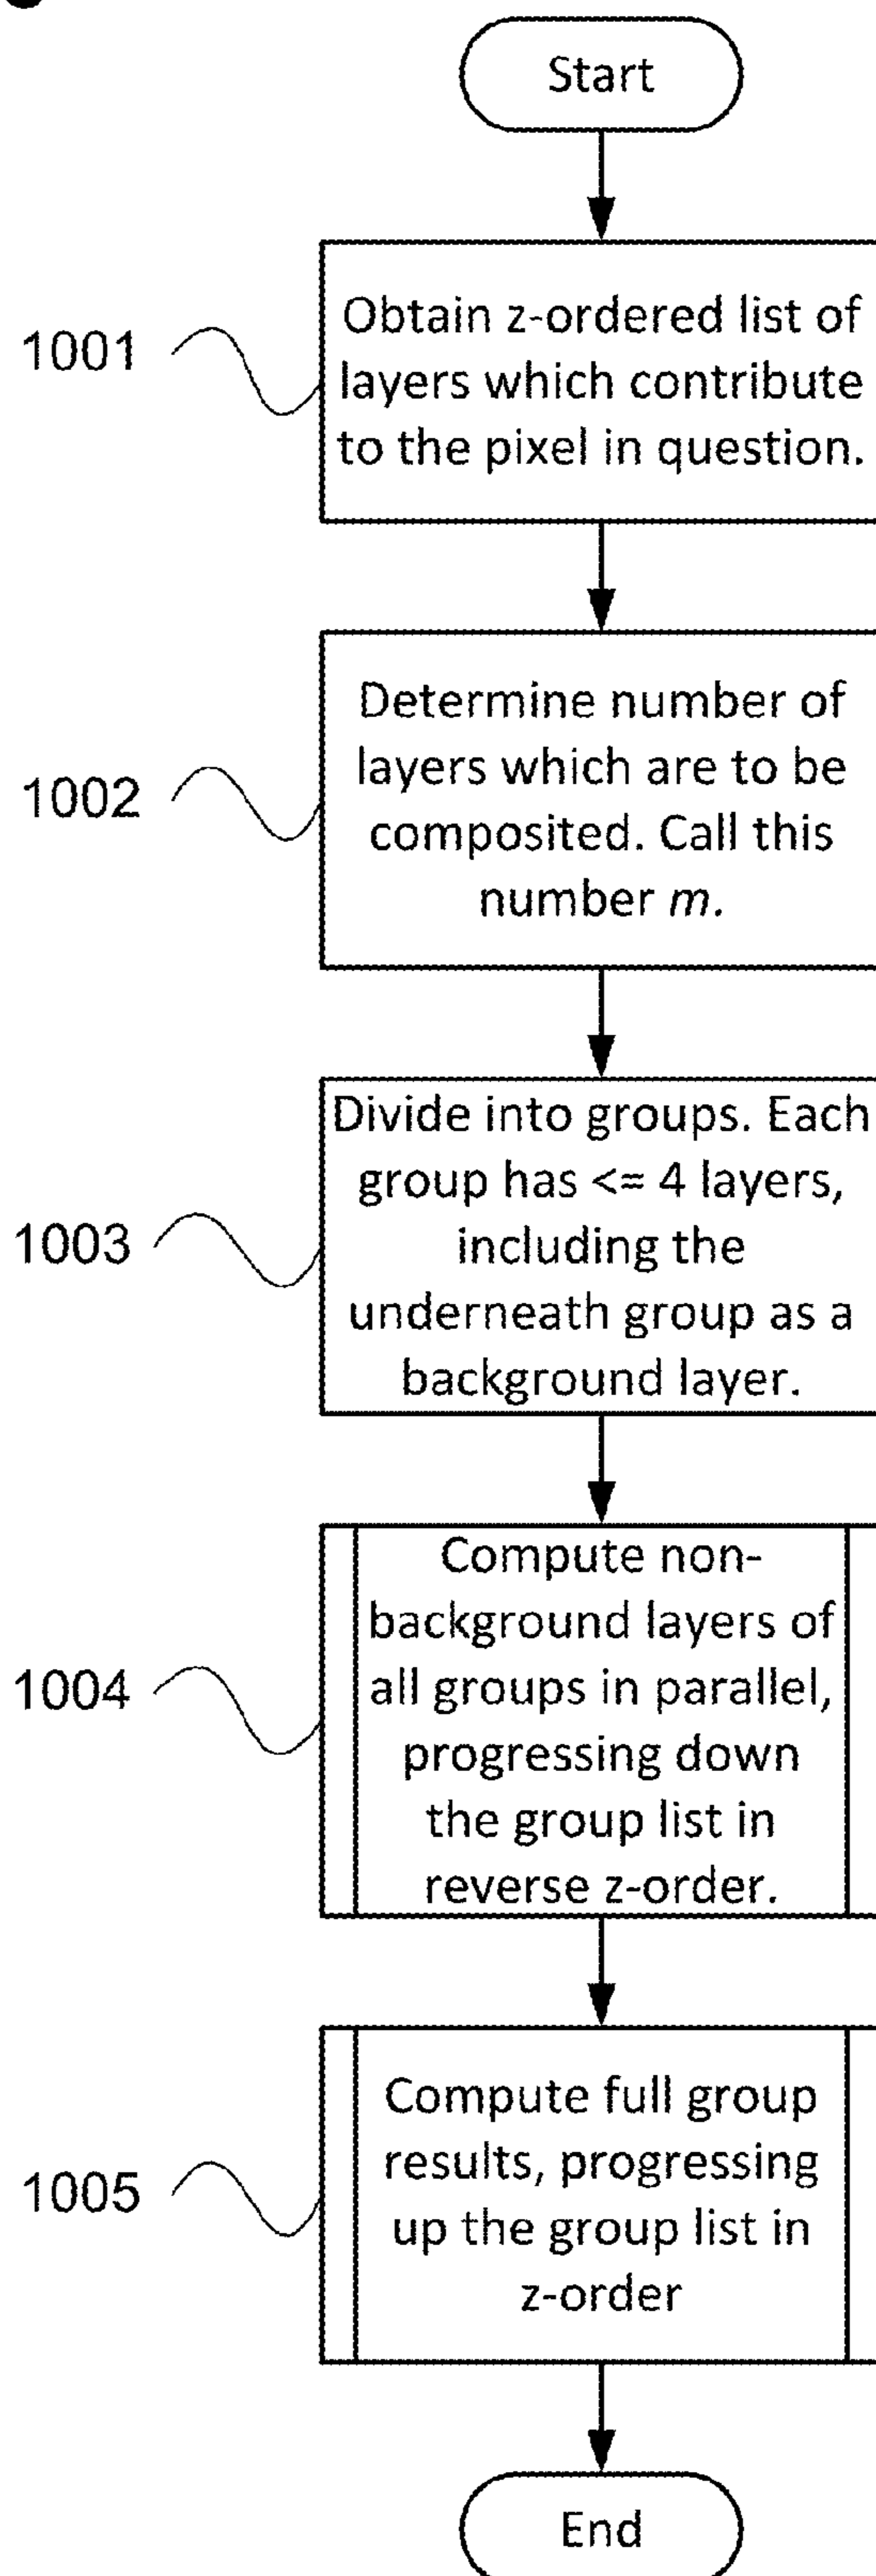 Start
1001
Obtain z-ordered list of
layers which contribute
to the pixel in question.
1002
Determine number of
layers which are to be
composited. Call this
number m.
1003
Divide into groups. Each
group has <= 4 layers,
including the
underneath group as a
background layer.
1004
Compute non-
background layers of
all groups in parallel,
progressing down
the group list in
reverse z-order.
1005
Compute full group
results, progressing
up the group list in
z-order
End